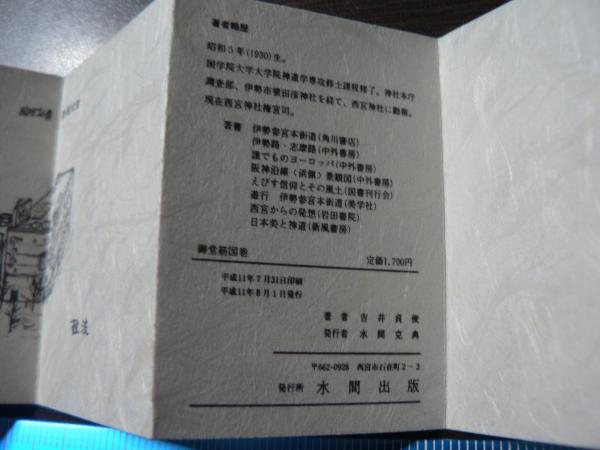 著者略歴
昭和5年(1930)生。
国学院大学大学院神道学専攻修士課程修了。神社本庁
調査部、伊勢市猿田彦神社を経て、西宮神社に勤務。
現在西宮神社権宮司。
著書 伊勢参宮本街道(角川書店)
伊勢路・志摩路(中外書房)
誰でものヨーロッパ(中外書房)
阪神沿線〈浜側〉景観図(中外書房)
えびす信仰とその風土(国書刊行会)
遊行 伊勢参宮本街道(美学社)
西宮からの発想(岩田書院)
日本美と神道(新風書房)
御堂筋図巻
定価1,700円
平成11年7月31日印刷
平成11年8月1日発行
著者 吉井貞俊
発行者 水間克典
〒662-0928 西宮市石在町2-3
発行所 水間出版
難波